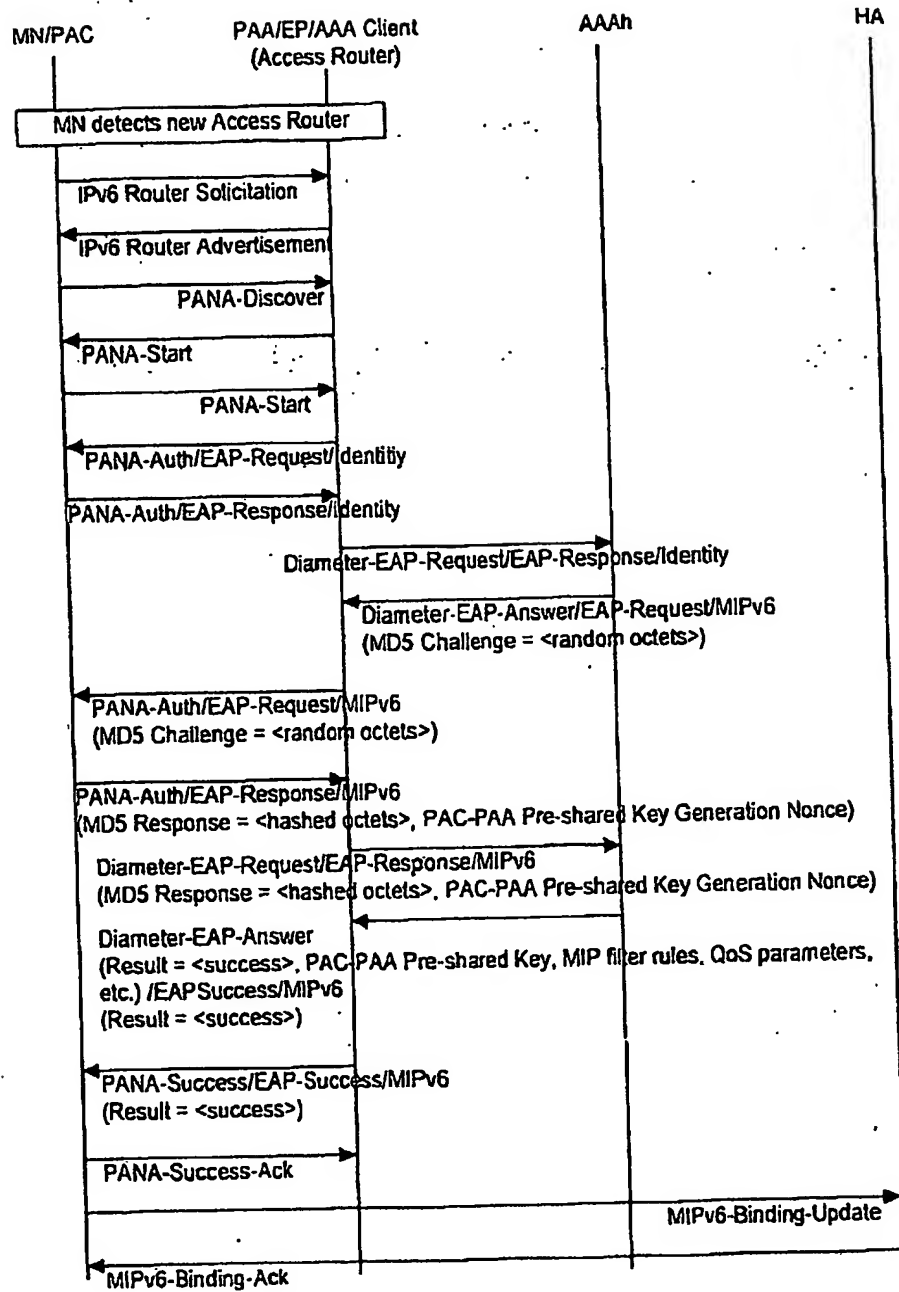 MN/PAC
PAA/EP/AAA Client
(Access Router)
AAAh
HA
MN detects new Access Router
IPv6 Router Solicitation
IPv6 Router Advertisement
PANA-Discover
PANA-Start
PANA-Start
PANA-Auth/EAP-Request/Identitiy
PANA-Auth/EAP-Response/Identity
Diameter-EAP-Request/EAP-Response/Identity
Diameter-EAP-Answer/EAP-Request/MIPv6
(MD5 Challenge = <random octets>)
PANA-Auth/EAP-Request/MIPv6
(MD5 Challenge = <random octets>)
PANA-Auth/EAP-Response/MIPv6
(MD5 Response = <hashed octets>, PAC-PAA Pre-shared Key Generation Nonce)
Diameter-EAP-Request/EAP-Response/MIPv6
(MD5 Response = <hashed octets>, PAC-PAA Pre-shared Key Generation Nonce)
Diameter-EAP-Answer
(Result = <success>, PAC-PAA Pre-shared Key, MIP filter rules, QoS parameters,
etc.) /EAPSuccess/MIPv6
(Result = <success>)
PANA-Success/EAP-Success/MIPv6
(Result = <success>)
PANA-Success-Ack
MIPv6-Binding-Update
MIPv6-Binding-Ack